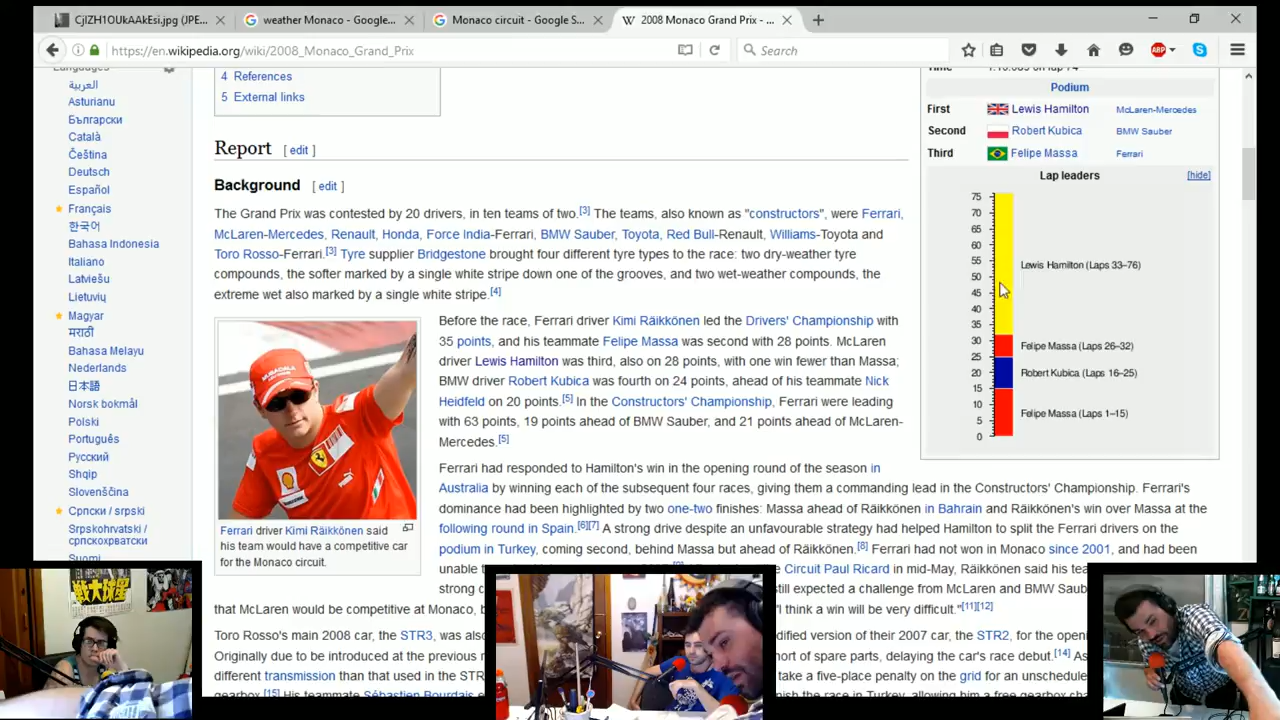 CjIZH1OUkAAkEsi.jpg (JPE...
weather Monaco - Google...
Monaco circuit - Google S...
2008 Monaco Grand Prix - ...
https://en.wikipedia.org/wiki/2008_Monaco_Grand_Prix
Search
ABP
Languages
العربية
Asturianu
Български
Català
Čeština
Deutsch
Español
Français
한국어
Bahasa Indonesia
Italiano
Latviešu
Lietuvių
Magyar
मराठी
Bahasa Melayu
Nederlands
日本語
Norsk bokmål
Polski
Português
Русский
Shqip
Slovenščina
Српски / srpski
Srpskohrvatski /
српскохрватски
Suomi
4 References
5 External links
Report [ edit ]
Background [ edit ]
The Grand Prix was contested by 20 drivers, in ten teams of two.[3] The teams, also known as "constructors", were Ferrari,
McLaren-Mercedes, Renault, Honda, Force India-Ferrari, BMW Sauber, Toyota, Red Bull-Renault, Williams-Toyota and
Toro Rosso-Ferrari.[3] Tyre supplier Bridgestone brought four different tyre types to the race: two dry-weather tyre
compounds, the softer marked by a single white stripe down one of the grooves, and two wet-weather compounds, the
extreme wet also marked by a single white stripe.[4]
Before the race, Ferrari driver Kimi Räikkönen led the Drivers' Championship with
35 points, and his teammate Felipe Massa was second with 28 points. McLaren
driver Lewis Hamilton was third, also on 28 points, with one win fewer than Massa;
BMW driver Robert Kubica was fourth on 24 points, ahead of his teammate Nick
Heidfeld on 20 points.[5] In the Constructors' Championship, Ferrari were leading
with 63 points, 19 points ahead of BMW Sauber, and 21 points ahead of McLaren-
Mercedes.[5]
Ferrari driver Kimi Räikkönen said
his team would have a competitive car
for the Monaco circuit.
Ferrari had responded to Hamilton's win in the opening round of the season in
Australia by winning each of the subsequent four races, giving them a commanding lead in the Constructors' Championship. Ferrari's
dominance had been highlighted by two one-two finishes: Massa ahead of Räikkönen in Bahrain and Räikkönen's win over Massa at the
following round in Spain.[6][7] A strong drive despite an unfavourable strategy had helped Hamilton to split the Ferrari drivers on the
podium in Turkey, coming second, behind Massa but ahead of Räikkönen.[8] Ferrari had not won in Monaco since 2001, and had been
unable Circuit Paul Ricard in mid-May, Räikkönen said his tea
strong c still expected a challenge from McLaren and BMW Saub
that McLaren would be competitive at Monaco, I think a win will be very difficult."[11][12]
Toro Rosso's main 2008 car, the STR3, was also dified version of their 2007 car, the STR2, for the openi
Originally due to be introduced at the previous r hort of spare parts, delaying the car's race debut.[14] As
different transmission than that used in the STR take a five-place penalty on the grid for an unscheduled
gearbox.[15] His teammate Sébastien Bourdais nish the race in Turkey, allowing him a free gearbox cha
Podium
First Lewis Hamilton McLaren-Mercedes
Second Robert Kubica BMW Sauber
Third Felipe Massa Ferrari
Lap leaders [hide]
75
70
65
60
55
50
45
40
35
30
25
20
15
10
5
0
Lewis Hamilton (Laps 33–76)
Felipe Massa (Laps 26–32)
Robert Kubica (Laps 16–25)
Felipe Massa (Laps 1–15)